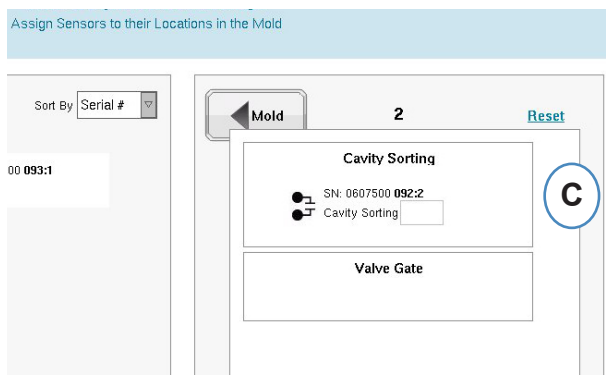 Assign Sensors to their Locations in the Mold
Sort By Serial #
00 093:1
Mold
2
Reset
Cavity Sorting
SN: 0607500 092:2
Cavity Sorting
C
Valve Gate